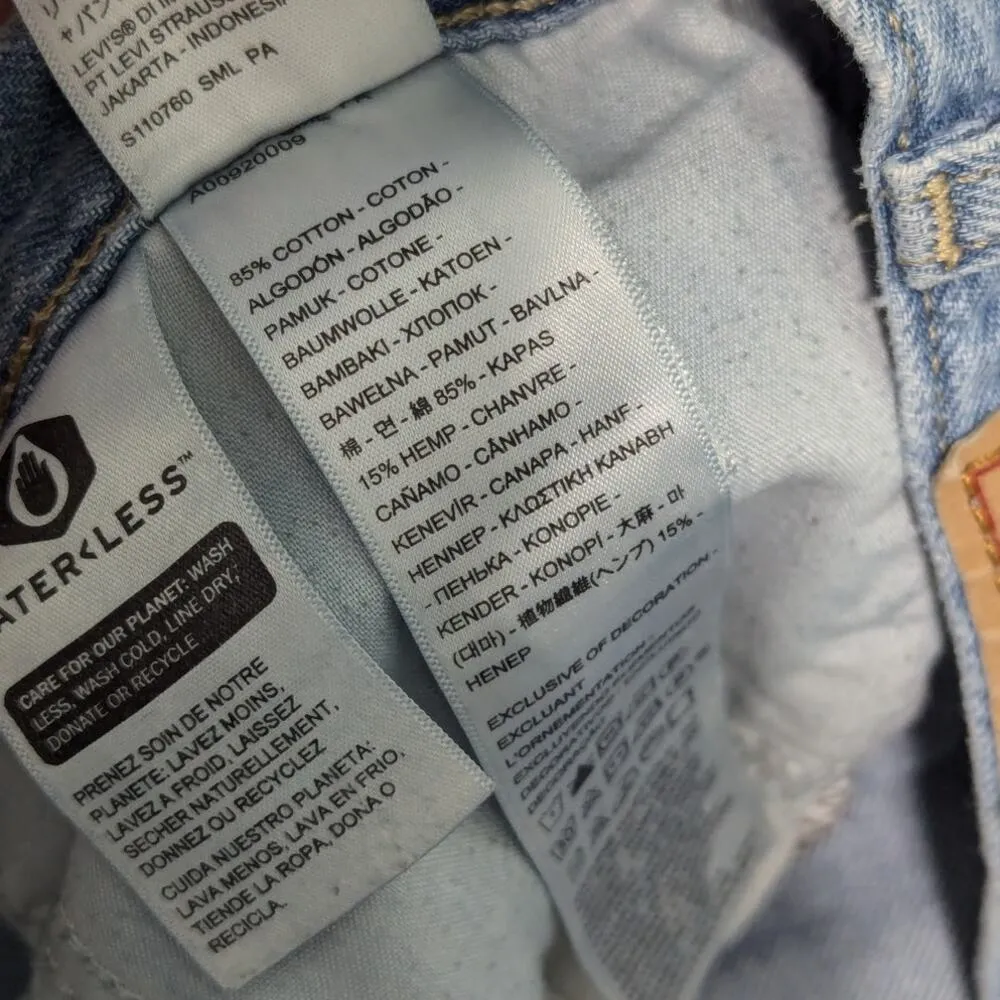 LEVI'S® DI
PT LEVI STRAUSS
JAKARTA - INDONESI
S110760 SML PA
A00920009
85% COTTON - COTON -
ALGODÓN - ALGODÃO -
PAMUK - COTONE -
BAUMWOLLE - KATOEN -
BAMBAKI - ХЛОПОК -
BAWEŁNA - PAMUT - BAVLNA -
棉 - 면 - 綿 85% - KAPAS
15% HEMP - CHANVRE -
CAÑAMO - CÂNHAMO -
KENEVİR - CANAPA - HANF -
HENNEP - ΚΛΩΣΤΙΚΗ ΚΑΝΑΒΗ
- ПЕНЬКА - KONOPIE -
KENDER - KONOPÍ - 大麻 - 마
(대마) - 植物繊維(ヘンプ) 15% -
HENEP
EXCLUSIVE OF DECORATION -
EXCLUANT
L'ORNEMENTATION
ATER<LESS™
CARE FOR OUR PLANET: WASH
LESS, WASH COLD, LINE DRY,
DONATE OR RECYCLE
PRENEZ SOIN DE NOTRE
PLANETE: LAVEZ MOINS,
LAVEZ A FROID, LAISSEZ
SECHER NATURELLEMENT,
DONNEZ OU RECYCLEZ
CUIDA NUESTRO PLANETA:
LAVA MENOS, LAVA EN FRIO,
TIENDE LA ROPA, DONA O
RECICLA.